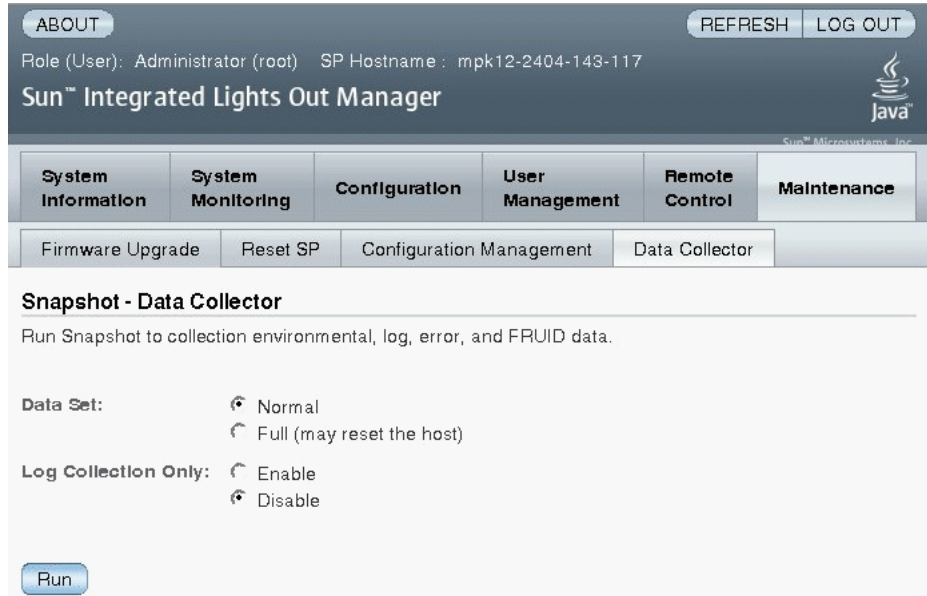 ABOUT
REFRESH LOG OUT
Role (User): Administrator (root) SP Hostname : mpk12-2404-143-117
Sun™ Integrated Lights Out Manager
Java™
Sun™ Microsystems, Inc.
System Information
System Monitoring
Configuration
User Management
Remote Control
Maintenance
Firmware Upgrade Reset SP Configuration Management Data Collector
Snapshot - Data Collector
Run Snapshot to collection environmental, log, error, and FRUID data.
Data Set: Normal
Full (may reset the host)
Log Collection Only: Enable
Disable
Run